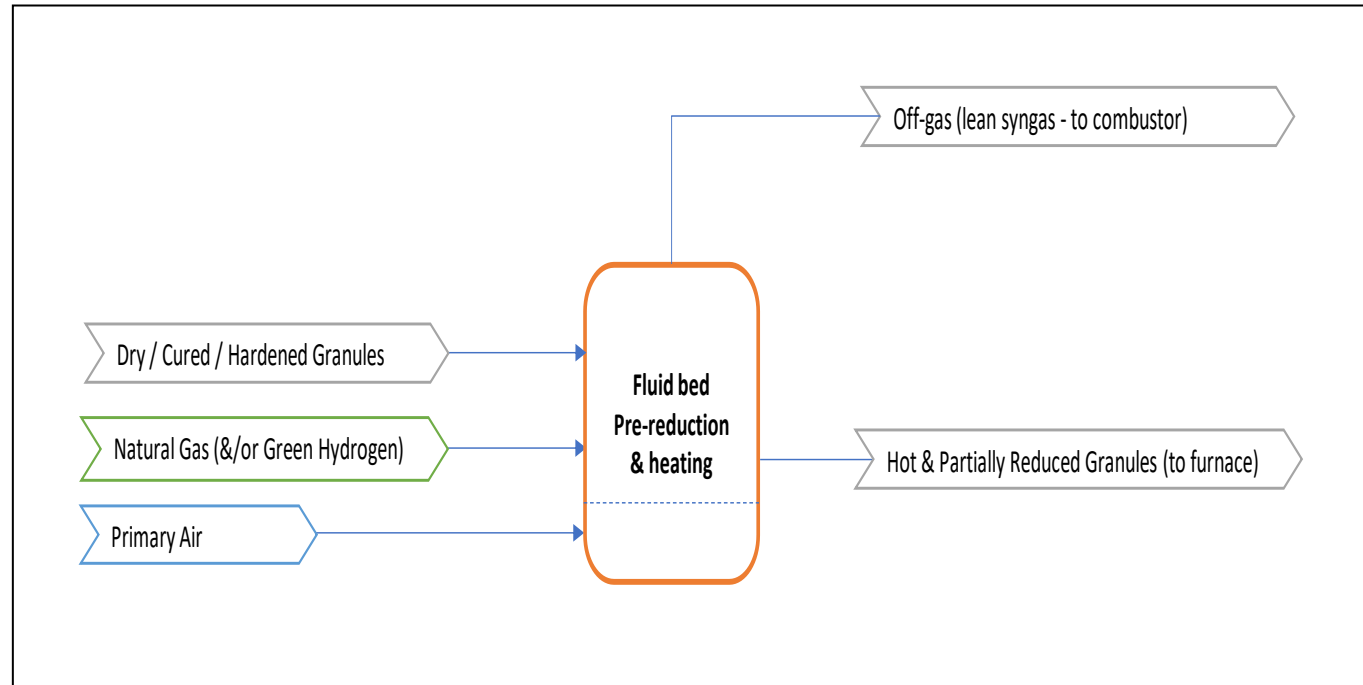 Off-gas (lean syngas - to combustor)
Dry / Cured / Hardened Granules
Fluid bed
Pre-reduction
& heating
Natural Gas (&/or Green Hydrogen)
Hot & Partially Reduced Granules (to furnace)
Primary Air